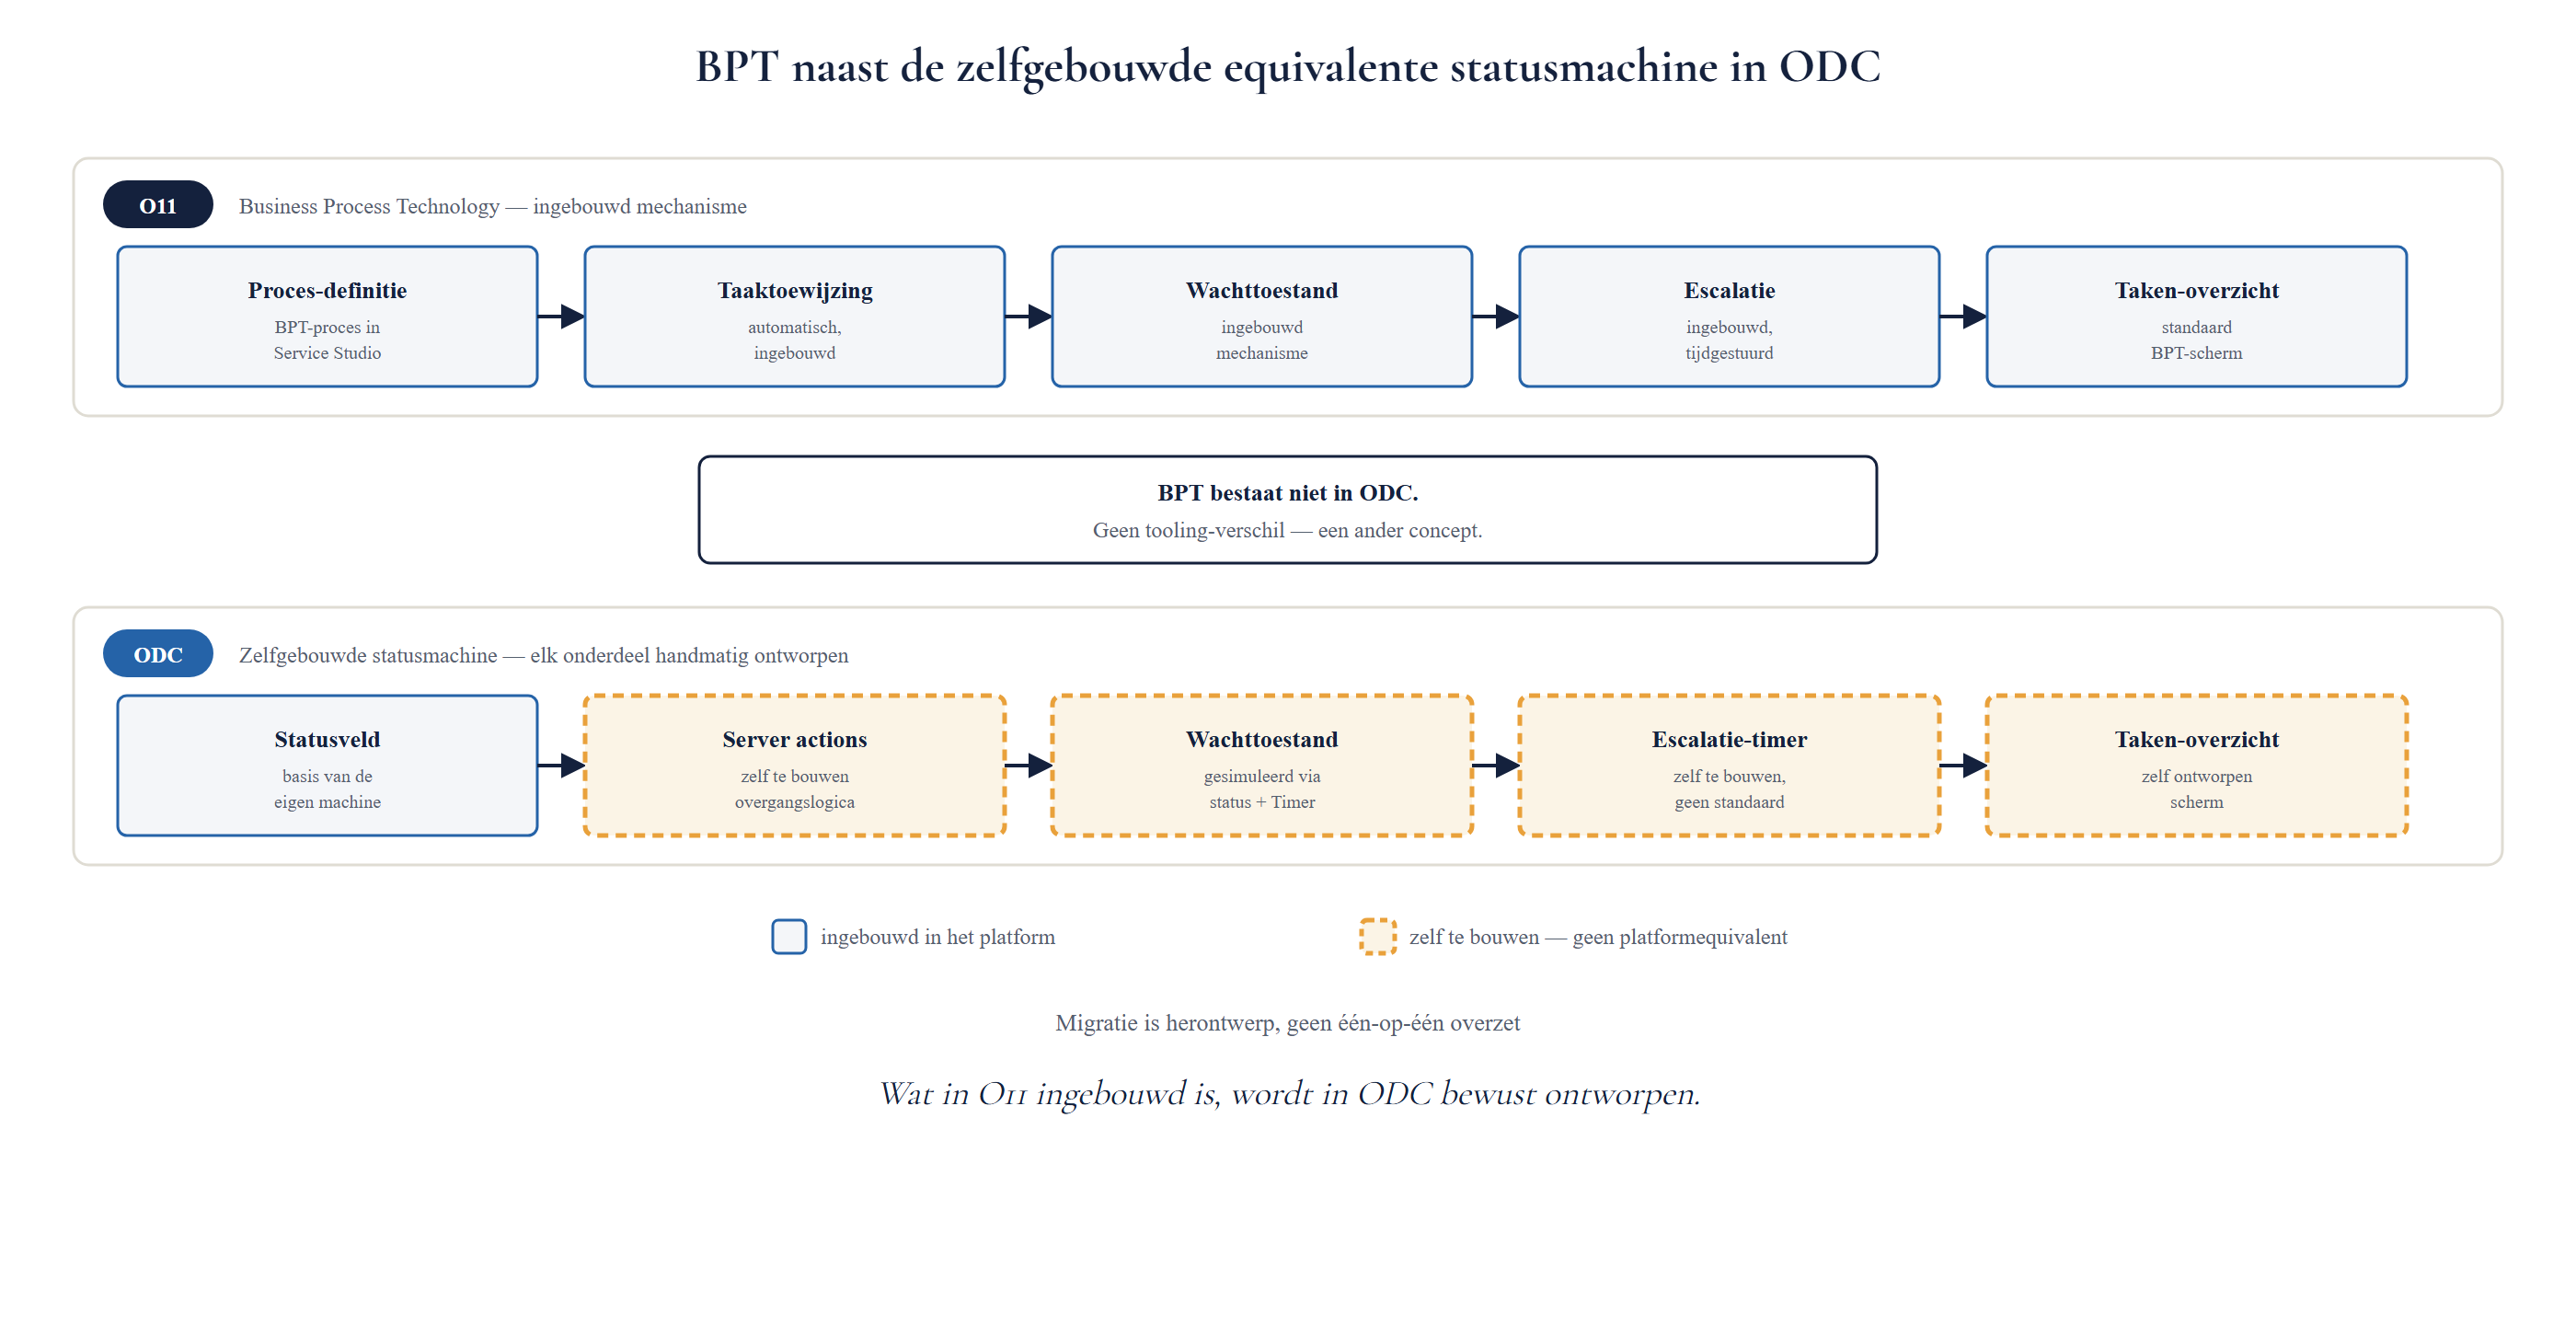 BPT naast de zelfgebouwde equivalente statusmachine in ODC
O11
Business Process Technology — ingebouwd mechanisme
Proces-definitie
BPT-proces in
Service Studio
Taaktoewijzing
automatisch,
ingebouwd
Wachttoestand
ingebouwd
mechanisme
Escalatie
ingebouwd,
tijdgestuurd
Taken-overzicht
standaard
BPT-scherm
BPT bestaat niet in ODC.
Geen tooling-verschil — een ander concept.
ODC
Zelfgebouwde statusmachine — elk onderdeel handmatig ontworpen
Statusveld
basis van de
eigen machine
Server actions
zelf te bouwen
overgangslogica
Wachttoestand
gesimuleerd via
status + Timer
Escalatie-timer
zelf te bouwen,
geen standaard
Taken-overzicht
zelf ontworpen
scherm
ingebouwd in het platform
zelf te bouwen — geen platformequivalent
Migratie is herontwerp, geen één-op-één overzet
Wat in O11 ingebouwd is, wordt in ODC bewust ontworpen.